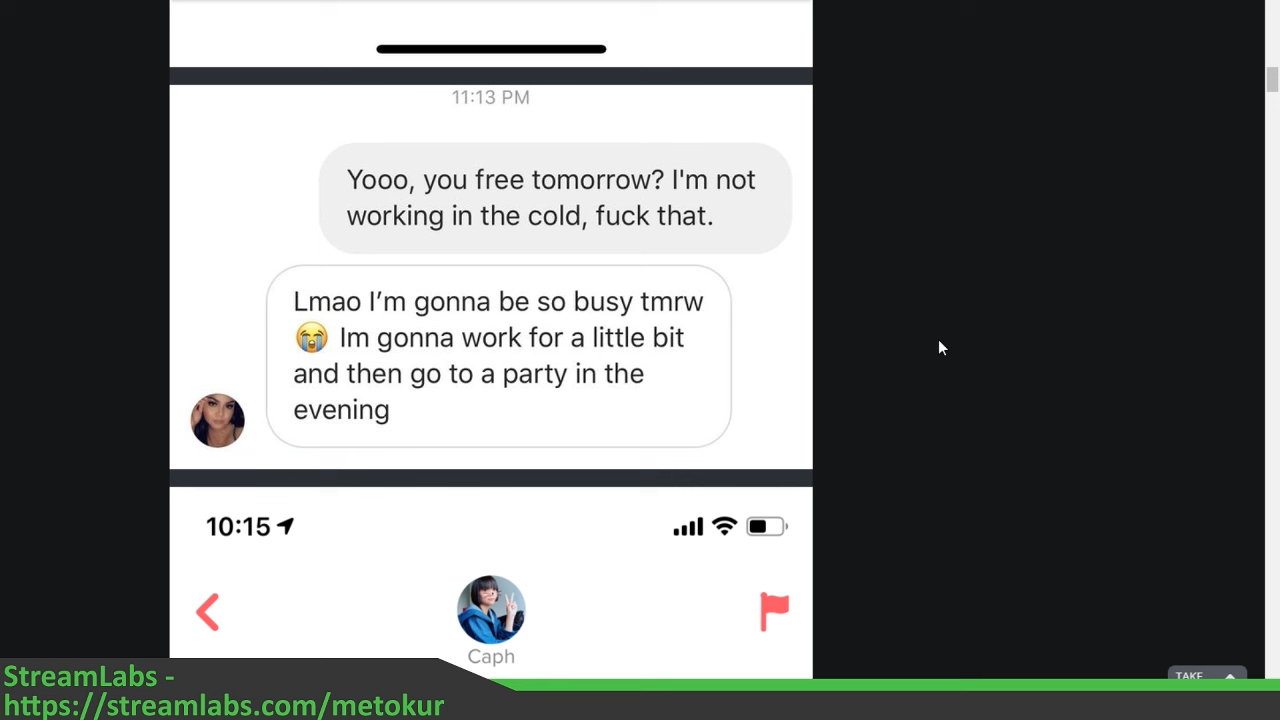 11:13 PM
Yooo, you free tomorrow? I'm not
working in the cold, fuck that.
Lmao I’m gonna be so busy tmrw
😭 Im gonna work for a little bit
and then go to a party in the
evening
10:15
Caph
StreamLabs -
https://streamlabs.com/metokur
TAKE